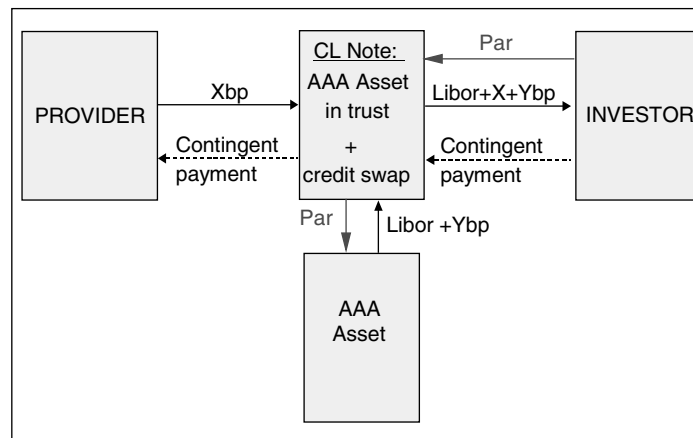 CL Note:
AAA Asset
in trust
+
credit swap
PROVIDER
Xbp
Contingent
payment
Par
Libor+X+Ybp
INVESTOR
Contingent
payment
Par
Libor +Ybp
AAA
Asset